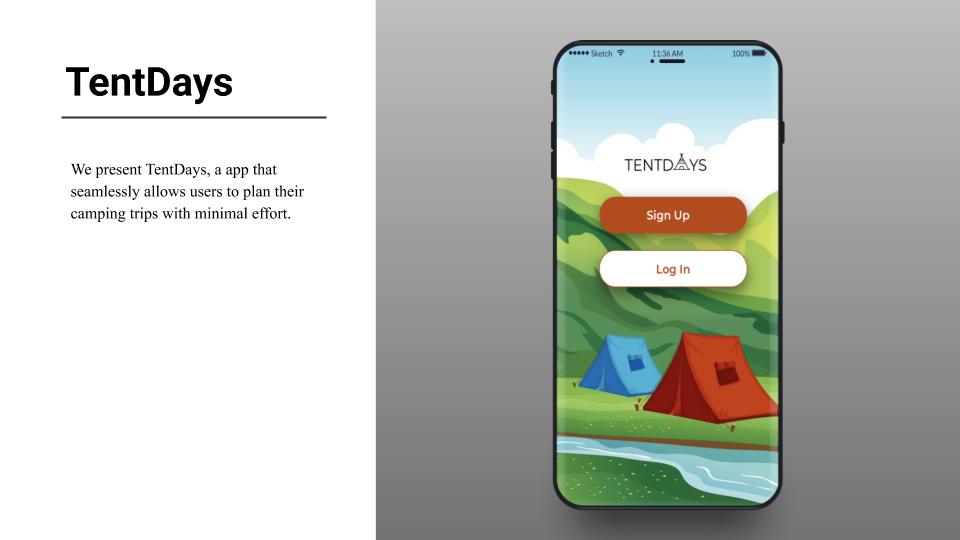 TentDays
We present TentDays, a app that
seamlessly allows users to plan their
camping trips with minimal effort.
Sketch 11:36 AM 100%
TENTDAYS
Sign Up
Log In